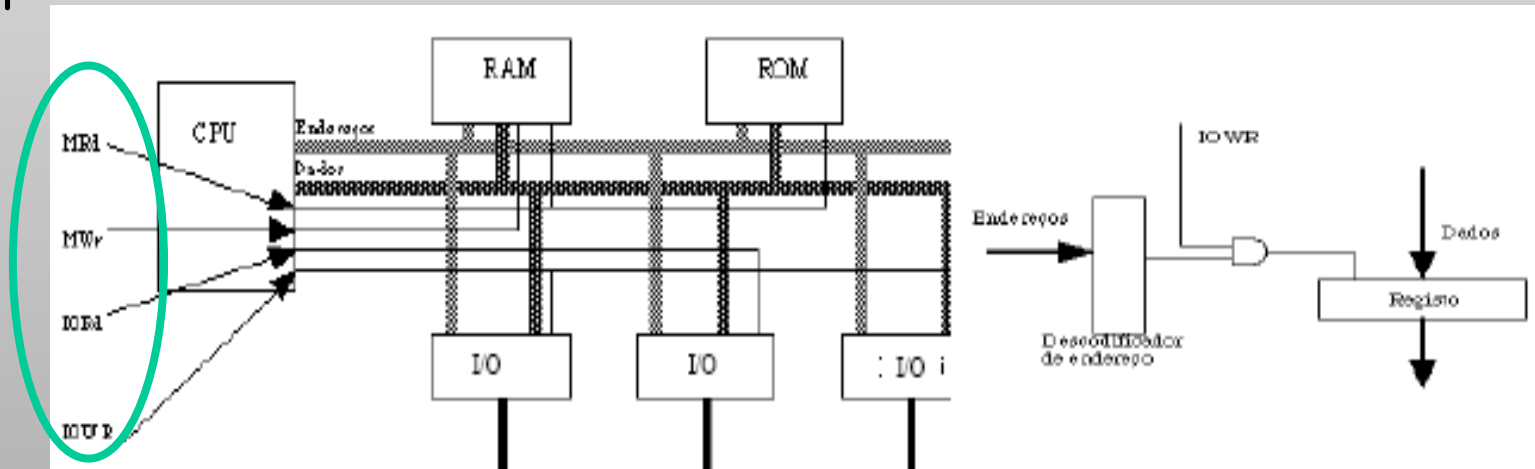 RAM
ROM
CPU
Endereços
Dados
MRd
MWr
IORd
IOWR
I/O
I/O
I/O
IOWR
Endereços
Dados
Registo
Descodificador
de endereço